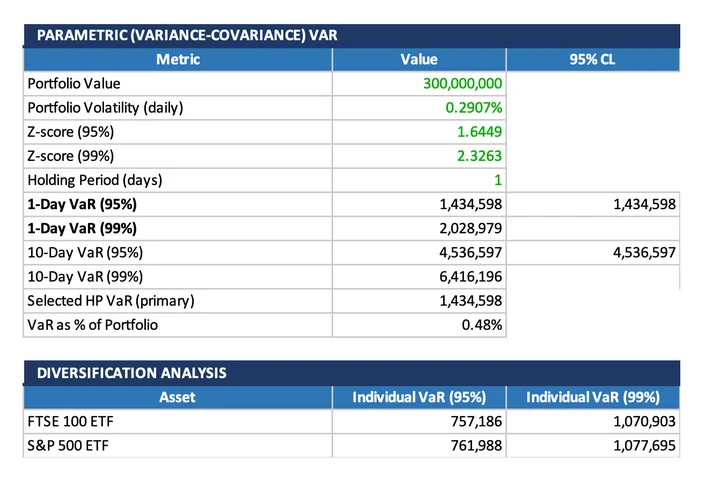 PARAMETRIC (VARIANCE-COVARIANCE) VAR
Metric Value 95% CL
Portfolio Value 300,000,000
Portfolio Volatility (daily) 0.2907%
Z-score (95%) 1.6449
Z-score (99%) 2.3263
Holding Period (days) 1
1-Day VaR (95%) 1,434,598 1,434,598
1-Day VaR (99%) 2,028,979
10-Day VaR (95%) 4,536,597 4,536,597
10-Day VaR (99%) 6,416,196
Selected HP VaR (primary) 1,434,598
VaR as % of Portfolio 0.48%
DIVERSIFICATION ANALYSIS
Asset Individual VaR (95%) Individual VaR (99%)
FTSE 100 ETF 757,186 1,070,903
S&P 500 ETF 761,988 1,077,695